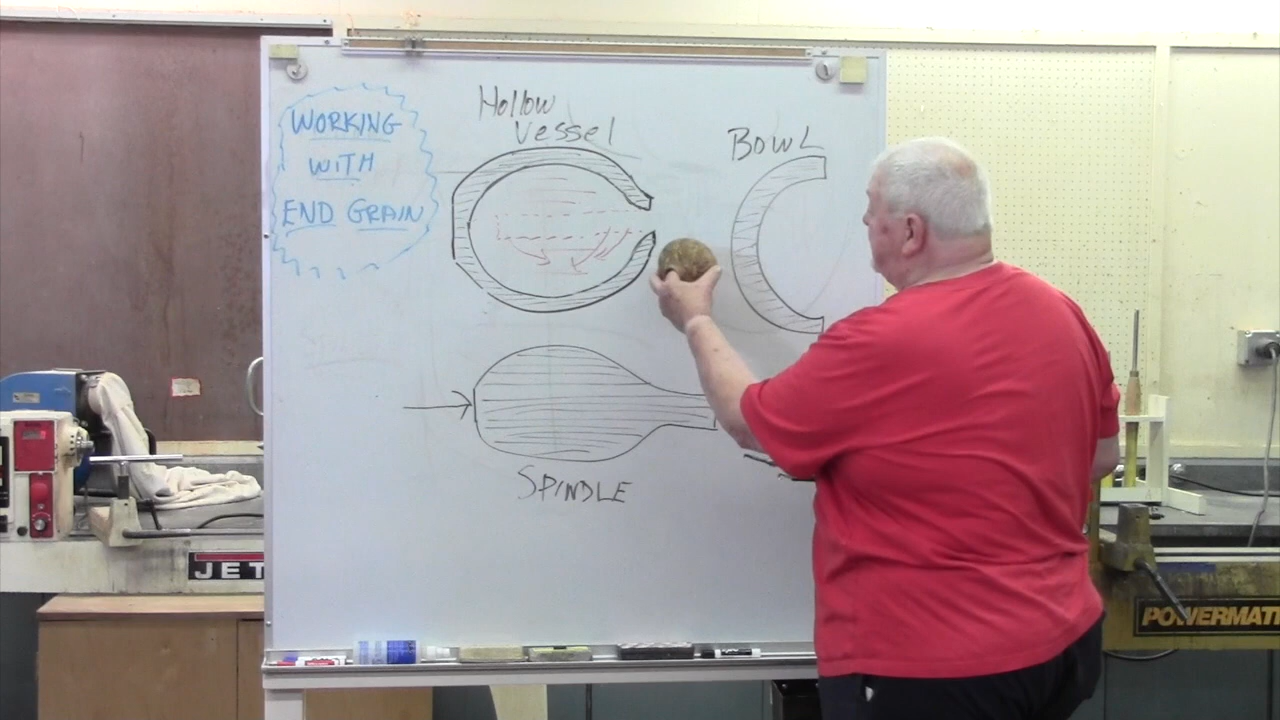 WORKING
WITH
END GRAIN
Hollow
Vessel
BOWL
SPINDLE
JET
POWERMATI